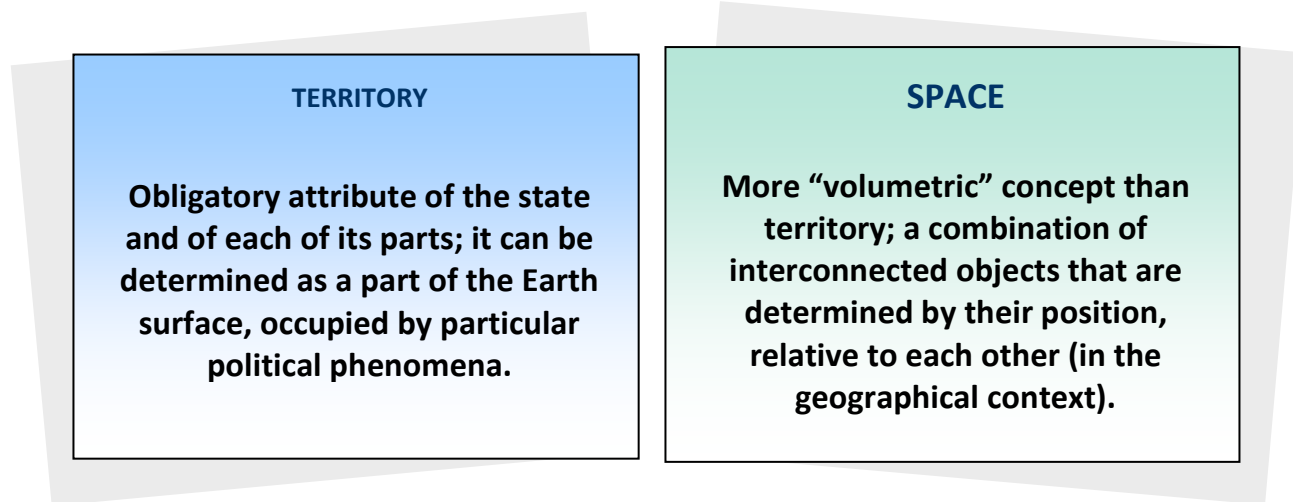 TERRITORY
Obligatory attribute of the state
and of each of its parts; it can be
determined as a part of the Earth
surface, occupied by particular
political phenomena.
SPACE
More “volumetric” concept than
territory; a combination of
interconnected objects that are
determined by their position,
relative to each other (in the
geographical context).